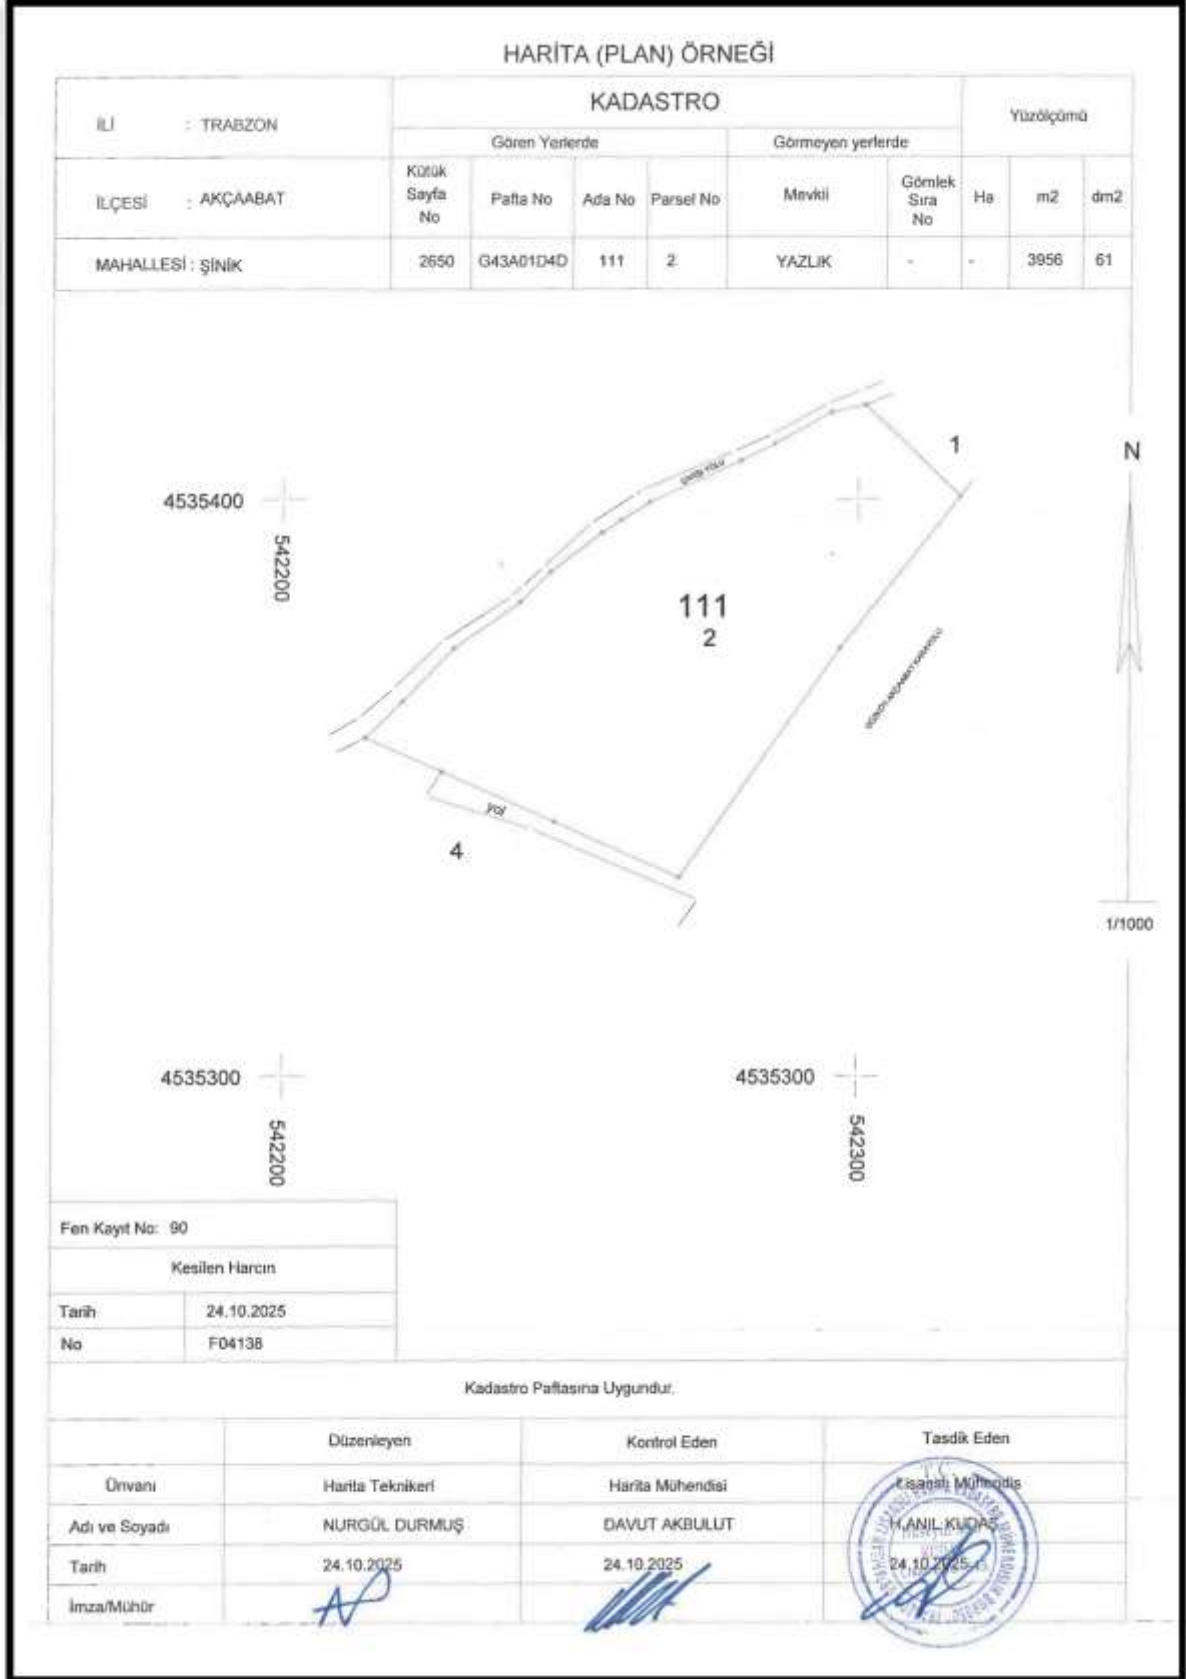 HARİTA (PLAN) ÖRNEĞİ
İLİ : TRABZON
KADASTRO
Yüzölçümü
Gören Yerlerde
Görmeyen yerlerde
İLÇESİ : AKÇAABAT
Kütük Sayfa No
Pafta No
Ada No
Parsel No
Mevkii
Gömlek Sıra No
Ha
m2
dm2
MAHALLESİ : ŞİNİK
2650
G43A01D4D
111
2
YAZLIK
-
-
3956
61
1
N
4535400
542200
111
2
yol
4
1/1000
4535300
4535300
542200
542300
Fen Kayıt No: 90
Kesilen Harcın
Tarih 24.10.2025
No F04138
Kadastro Paftasına Uygundur.
Düzenleyen
Kontrol Eden
Tasdik Eden
Ünvanı
Harita Teknikeri
Harita Mühendisi
Lisanslı Mühendis
Adı ve Soyadı
NURGÜL DURMUŞ
DAVUT AKBULUT
H.ANIL KUDAŞ
Tarih
24.10.2025
24.10.2025
24.10.2025
İmza/Mühür